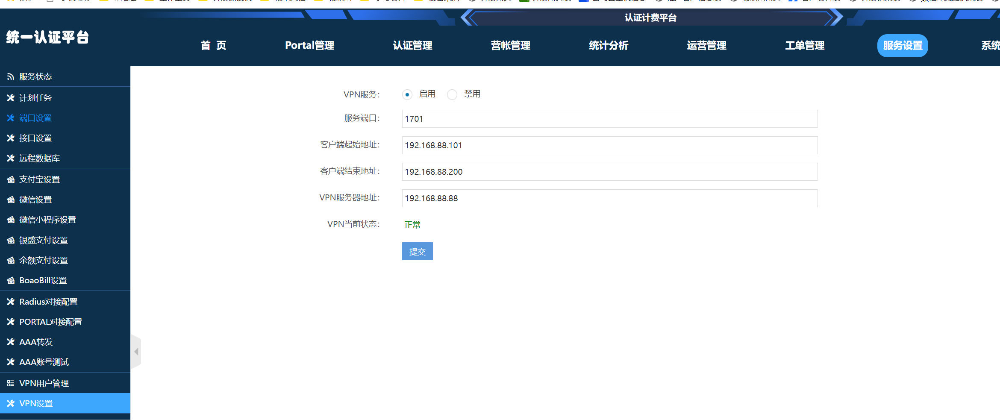 认证计费平台
统一认证平台
首 页 Portal管理 认证管理 营帐管理 统计分析 运营管理 工单管理 服务设置 系统
服务状态
计划任务
端口设置
接口设置
远程数据库
支付宝设置
微信设置
微信小程序设置
银盛支付设置
余额支付设置
BoaoBill设置
Radius对接配置
PORTAL对接配置
AAA转发
AAA账号测试
VPN用户管理
VPN设置
VPN服务： 启用 禁用
服务端口： 1701
客户端起始地址： 192.168.88.101
客户端结束地址： 192.168.88.200
VPN服务器地址： 192.168.88.88
VPN当前状态： 正常
提交